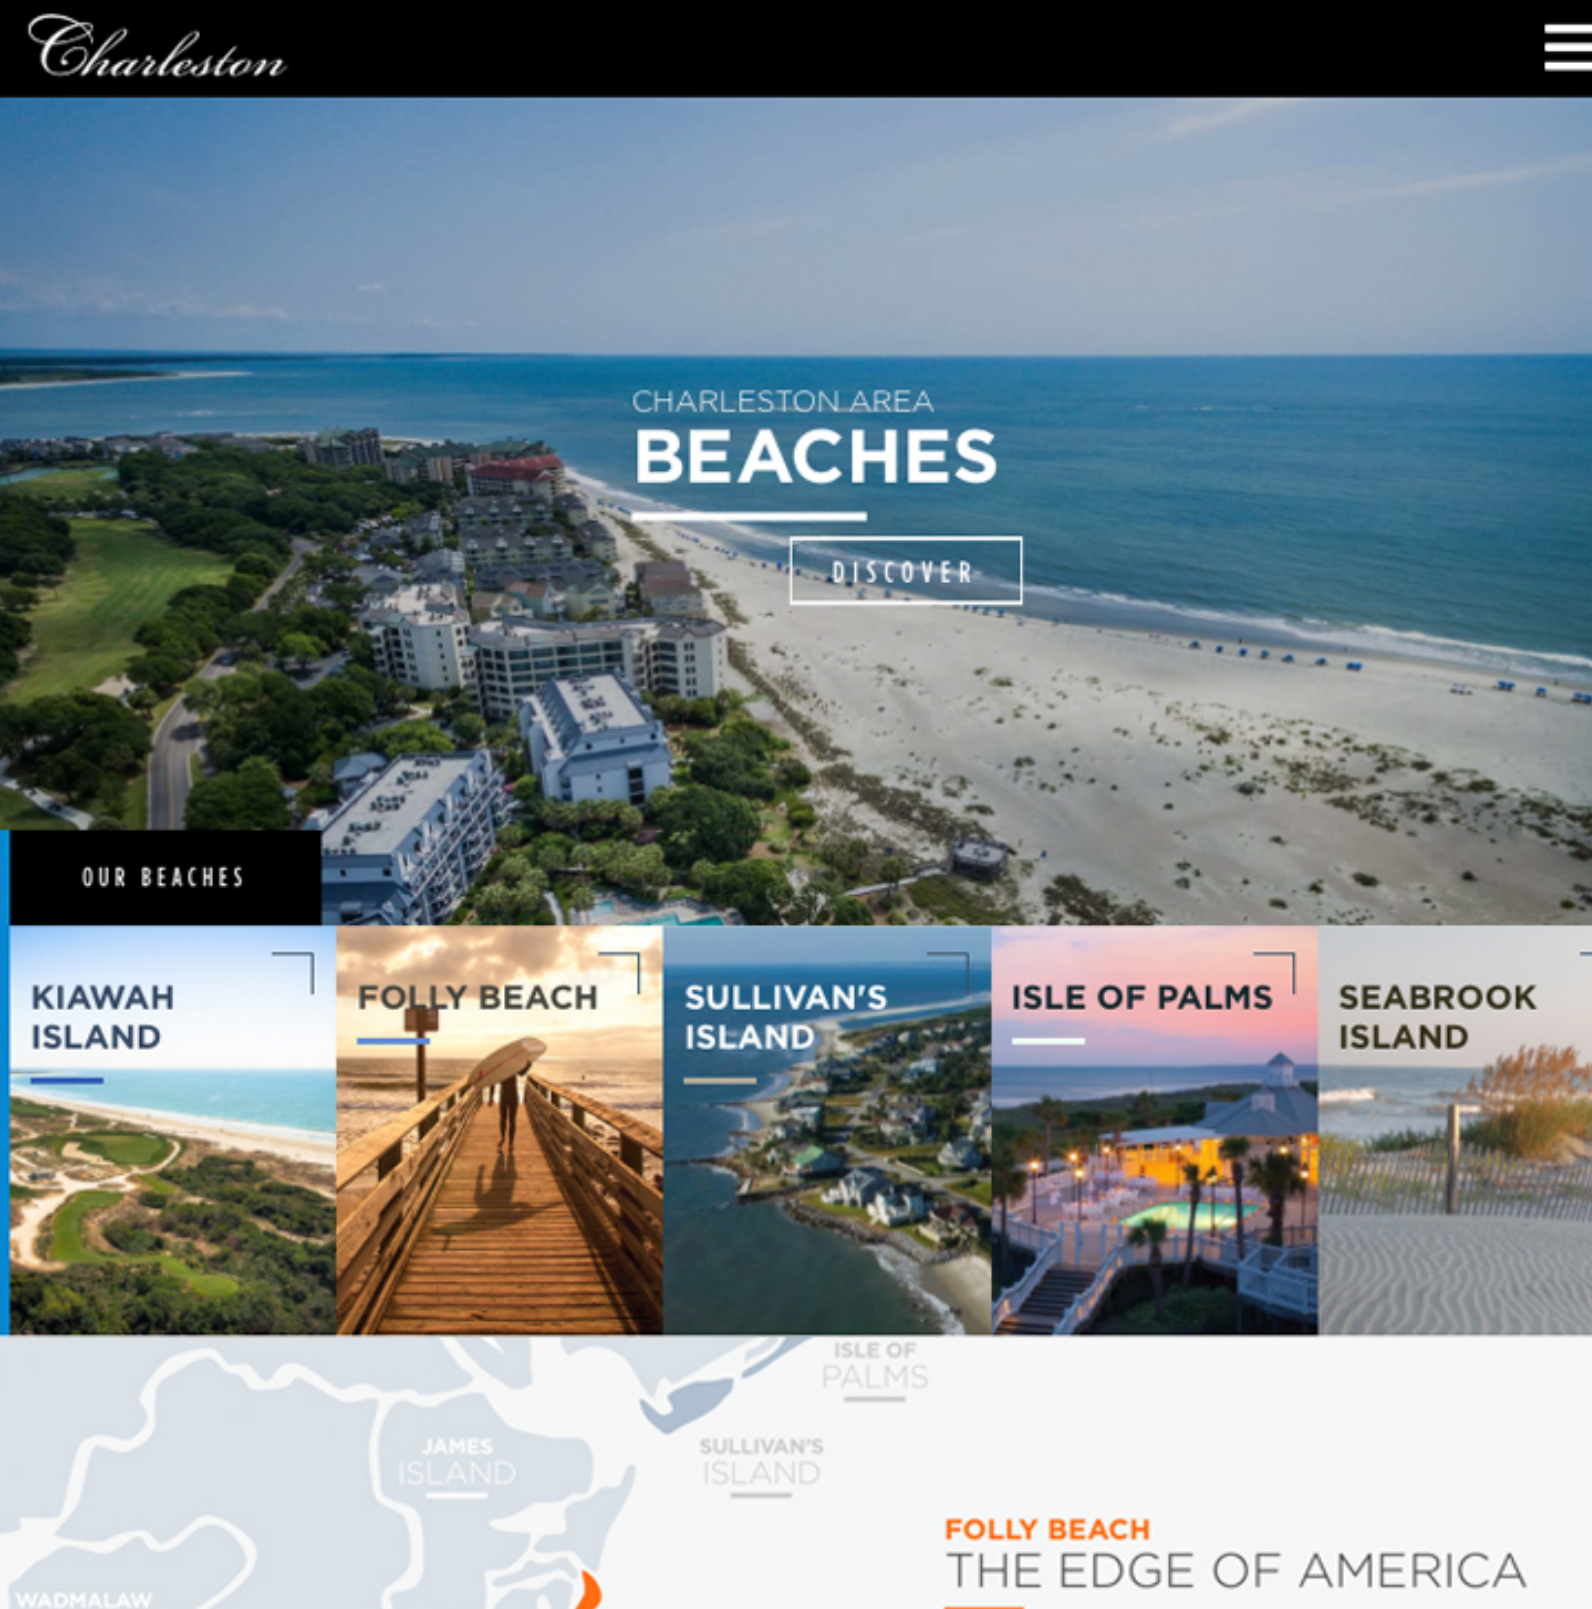 Charleston
CHARLESTON AREA
BEACHES
DISCOVER
OUR BEACHES
KIAWAH
ISLAND
FOLLY BEACH
SULLIVAN'S
ISLAND
ISLE OF PALMS
SEABROOK
ISLAND
ISLE OF
PALMS
JAMES
ISLAND
SULLIVAN'S
ISLAND
FOLLY BEACH
THE EDGE OF AMERICA
WADMALAW